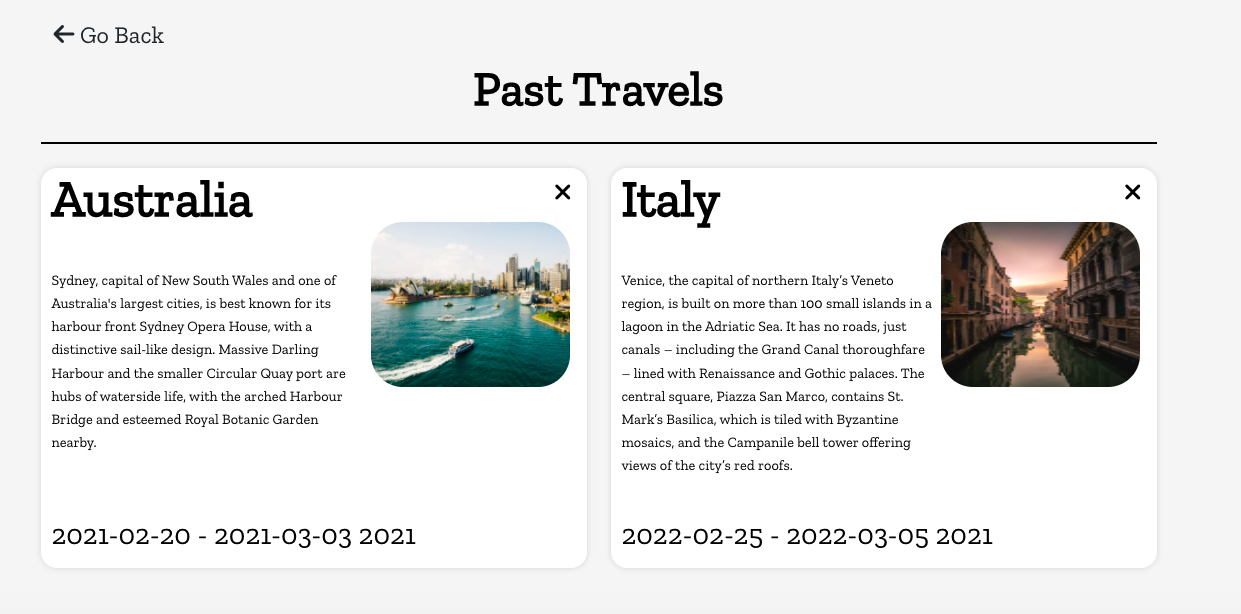 Go Back
Past Travels
Australia
Sydney, capital of New South Wales and one of
Australia's largest cities, is best known for its
harbour front Sydney Opera House, with a
distinctive sail-like design. Massive Darling
Harbour and the smaller Circular Quay port are
hubs of waterside life, with the arched Harbour
Bridge and esteemed Royal Botanic Garden
nearby.
2021-02-20 - 2021-03-03 2021
Italy
Venice, the capital of northern Italy’s Veneto
region, is built on more than 100 small islands in a
lagoon in the Adriatic Sea. It has no roads, just
canals – including the Grand Canal thoroughfare
– lined with Renaissance and Gothic palaces. The
central square, Piazza San Marco, contains St.
Mark’s Basilica, which is tiled with Byzantine
mosaics, and the Campanile bell tower offering
views of the city’s red roofs.
2022-02-25 - 2022-03-05 2021